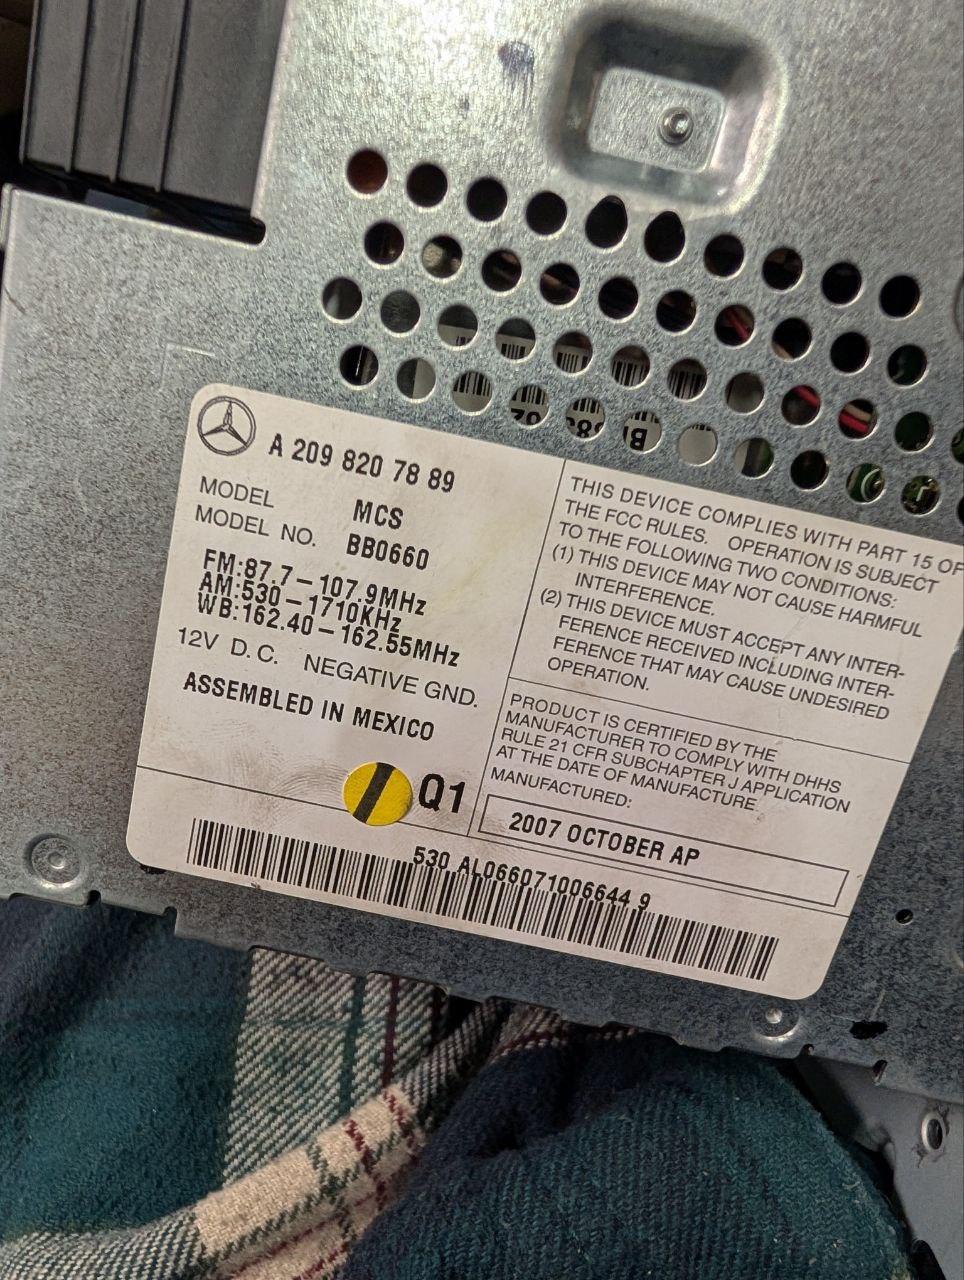 A 209 820 78 89
MODEL MCS
MODEL NO. BB0660
FM:87.7-107.9MHz
AM:530-1710KHz
WB:162.40-162.55MHz
12V D.C. NEGATIVE GND.
ASSEMBLED IN MEXICO
Q1
THIS DEVICE COMPLIES WITH PART 15 OF
THE FCC RULES. OPERATION IS SUBJECT
TO THE FOLLOWING TWO CONDITIONS:
(1) THIS DEVICE MAY NOT CAUSE HARMFUL
INTERFERENCE.
(2) THIS DEVICE MUST ACCEPT ANY INTER-
FERENCE RECEIVED INCLUDING INTER-
FERENCE THAT MAY CAUSE UNDESIRED
OPERATION.
PRODUCT IS CERTIFIED BY THE
MANUFACTURER TO COMPLY WITH DHHS
RULE 21 CFR SUBCHAPTER J APPLICATION
AT THE DATE OF MANUFACTURE
MANUFACTURED:
2007 OCTOBER AP
530 AL066071006644 9